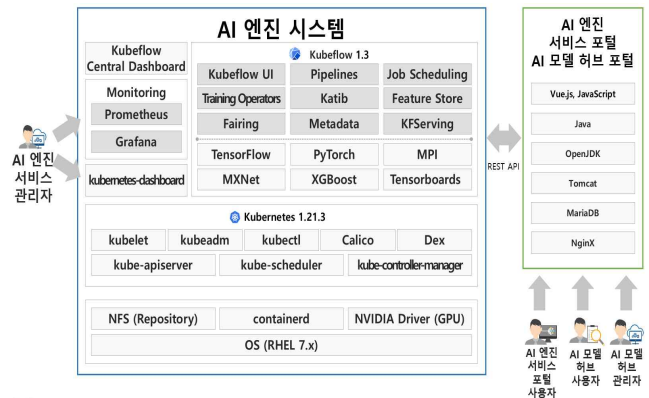 AI 엔진 시스템
Kubeflow
Central Dashboard
Monitoring
Prometheus
Grafana
kubernetes-dashboard
Kubeflow 1.3
Kubeflow UI
Pipelines
Job Scheduling
Training Operators
Katib
Feature Store
Fairing
Metadata
KFServing
TensorFlow
PyTorch
MPI
MXNet
XGBoost
Tensorboards
Kubernetes 1.21.3
kubelet
kubeadm
kubectl
Calico
Dex
kube-apiserver
kube-scheduler
kube-controller-manager
NFS (Repository)
containerd
NVIDIA Driver (GPU)
OS (RHEL 7.x)
AI 엔진
서비스
관리자
REST API
AI 엔진
서비스 포털
AI 모델 허브 포털
Vue.js, JavaScript
Java
OpenJDK
Tomcat
MariaDB
NginX
AI 엔진
서비스
포털
사용자
AI 모델
허브
사용자
AI 모델
허브
관리자